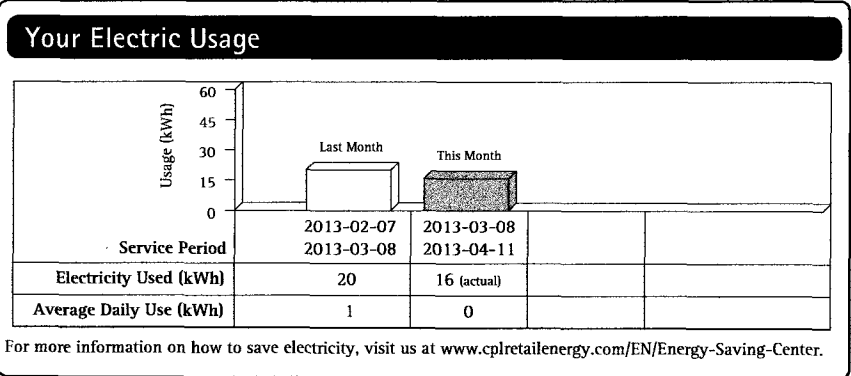 Your Electric Usage
Usage (kWh)
60
45
30
15
0
Last Month
This Month
2013-02-07 2013-03-08
Service Period 2013-03-08 2013-04-11
Electricity Used (kWh) 20 16 (actual)
Average Daily Use (kWh) 1 0
For more information on how to save electricity, visit us at www.cplretailenergy.com/EN/Energy-Saving-Center.